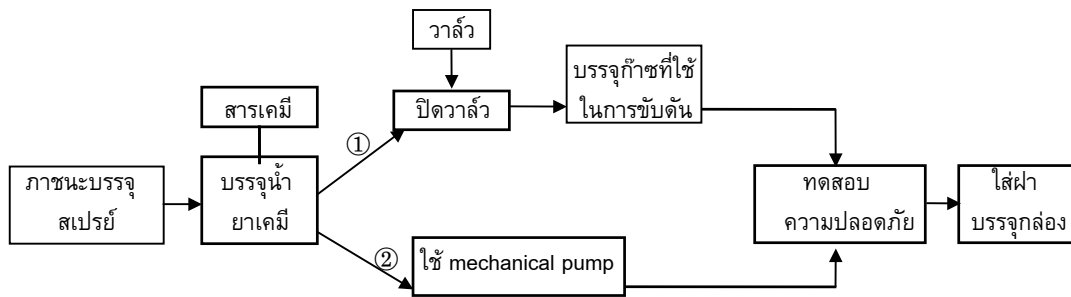 วาล์ว
สารเคมี
ปิดวาล์ว
บรรจุก๊าซที่ใช้
ในการขับดัน
①
ภาชนะบรรจุ
สเปรย์
บรรจุน้ำ
ยาเคมี
ทดสอบ
ความปลอดภัย
ใส่ฝา
บรรจุกล่อง
②
ใช้ mechanical pump